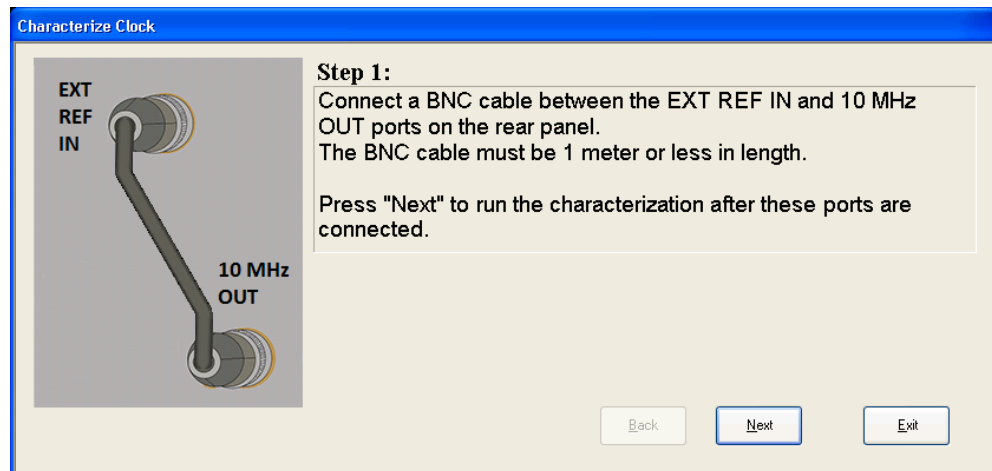 Characterize Clock
EXT
REF
IN
10 MHz
OUT
Step 1:
Connect a BNC cable between the EXT REF IN and 10 MHz
OUT ports on the rear panel.
The BNC cable must be 1 meter or less in length.
Press "Next" to run the characterization after these ports are
connected.
Back
Next
Exit